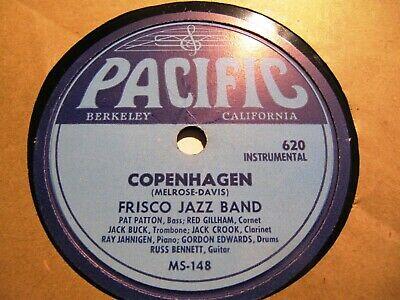 PACIFIC
BERKELEY CALIFORNIA
620
INSTRUMENTAL
COPENHAGEN
(MELROSE-DAVIS)
FRISCO JAZZ BAND
PAT PATTON, Bass; RED GILLHAM, Cornet
JACK BUCK, Trombone; JACK CROOK, Clarinet
RAY JAHNIGEN, Piano; GORDON EDWARDS, Drums
RUSS BENNETT, Guitar
MS-148